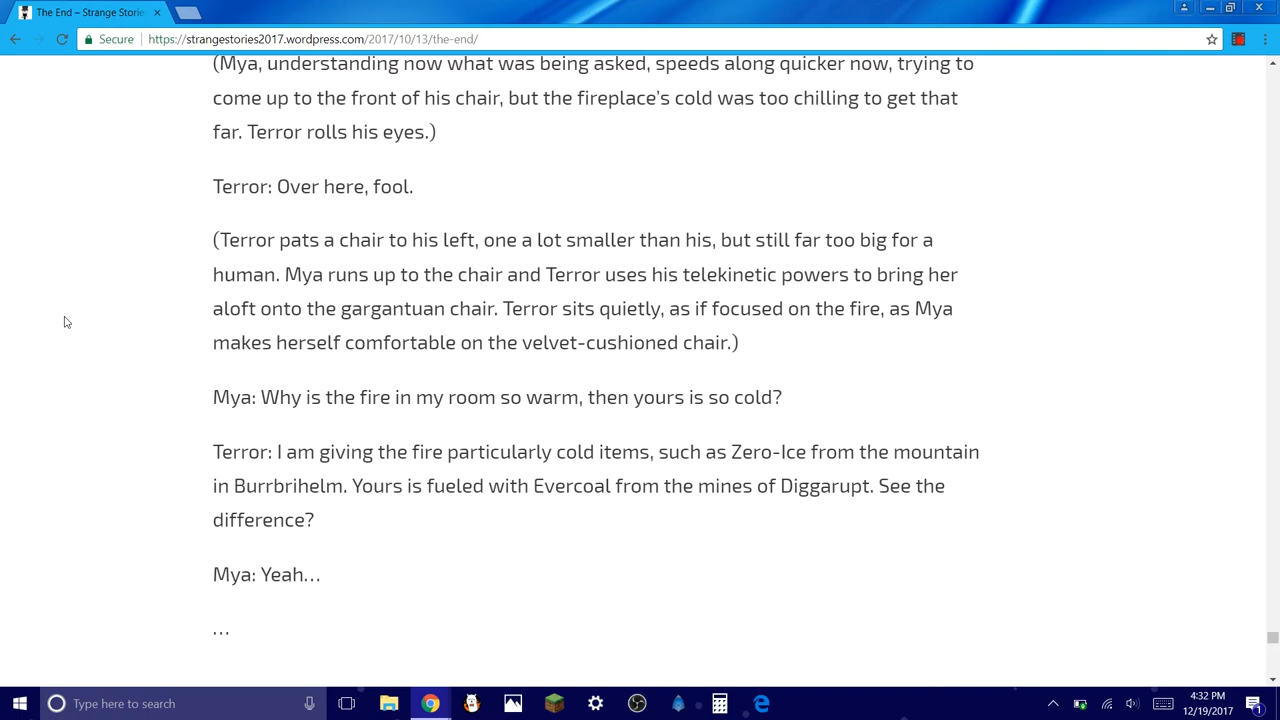 The End – Strange Storie
Secure
https://strangestories2017.wordpress.com/2017/10/13/the-end/
(Mya, understanding now what was being asked, speeds along quicker now, trying to
come up to the front of his chair, but the fireplace’s cold was too chilling to get that
far. Terror rolls his eyes.)
Terror: Over here, fool.
(Terror pats a chair to his left, one a lot smaller than his, but still far too big for a
human. Mya runs up to the chair and Terror uses his telekinetic powers to bring her
aloft onto the gargantuan chair. Terror sits quietly, as if focused on the fire, as Mya
makes herself comfortable on the velvet-cushioned chair.)
Mya: Why is the fire in my room so warm, then yours is so cold?
Terror: I am giving the fire particularly cold items, such as Zero-Ice from the mountain
in Burrbrihelm. Yours is fueled with Evercoal from the mines of Diggarupt. See the
difference?
Mya: Yeah…
…
Type here to search
4:32 PM
12/19/2017
1